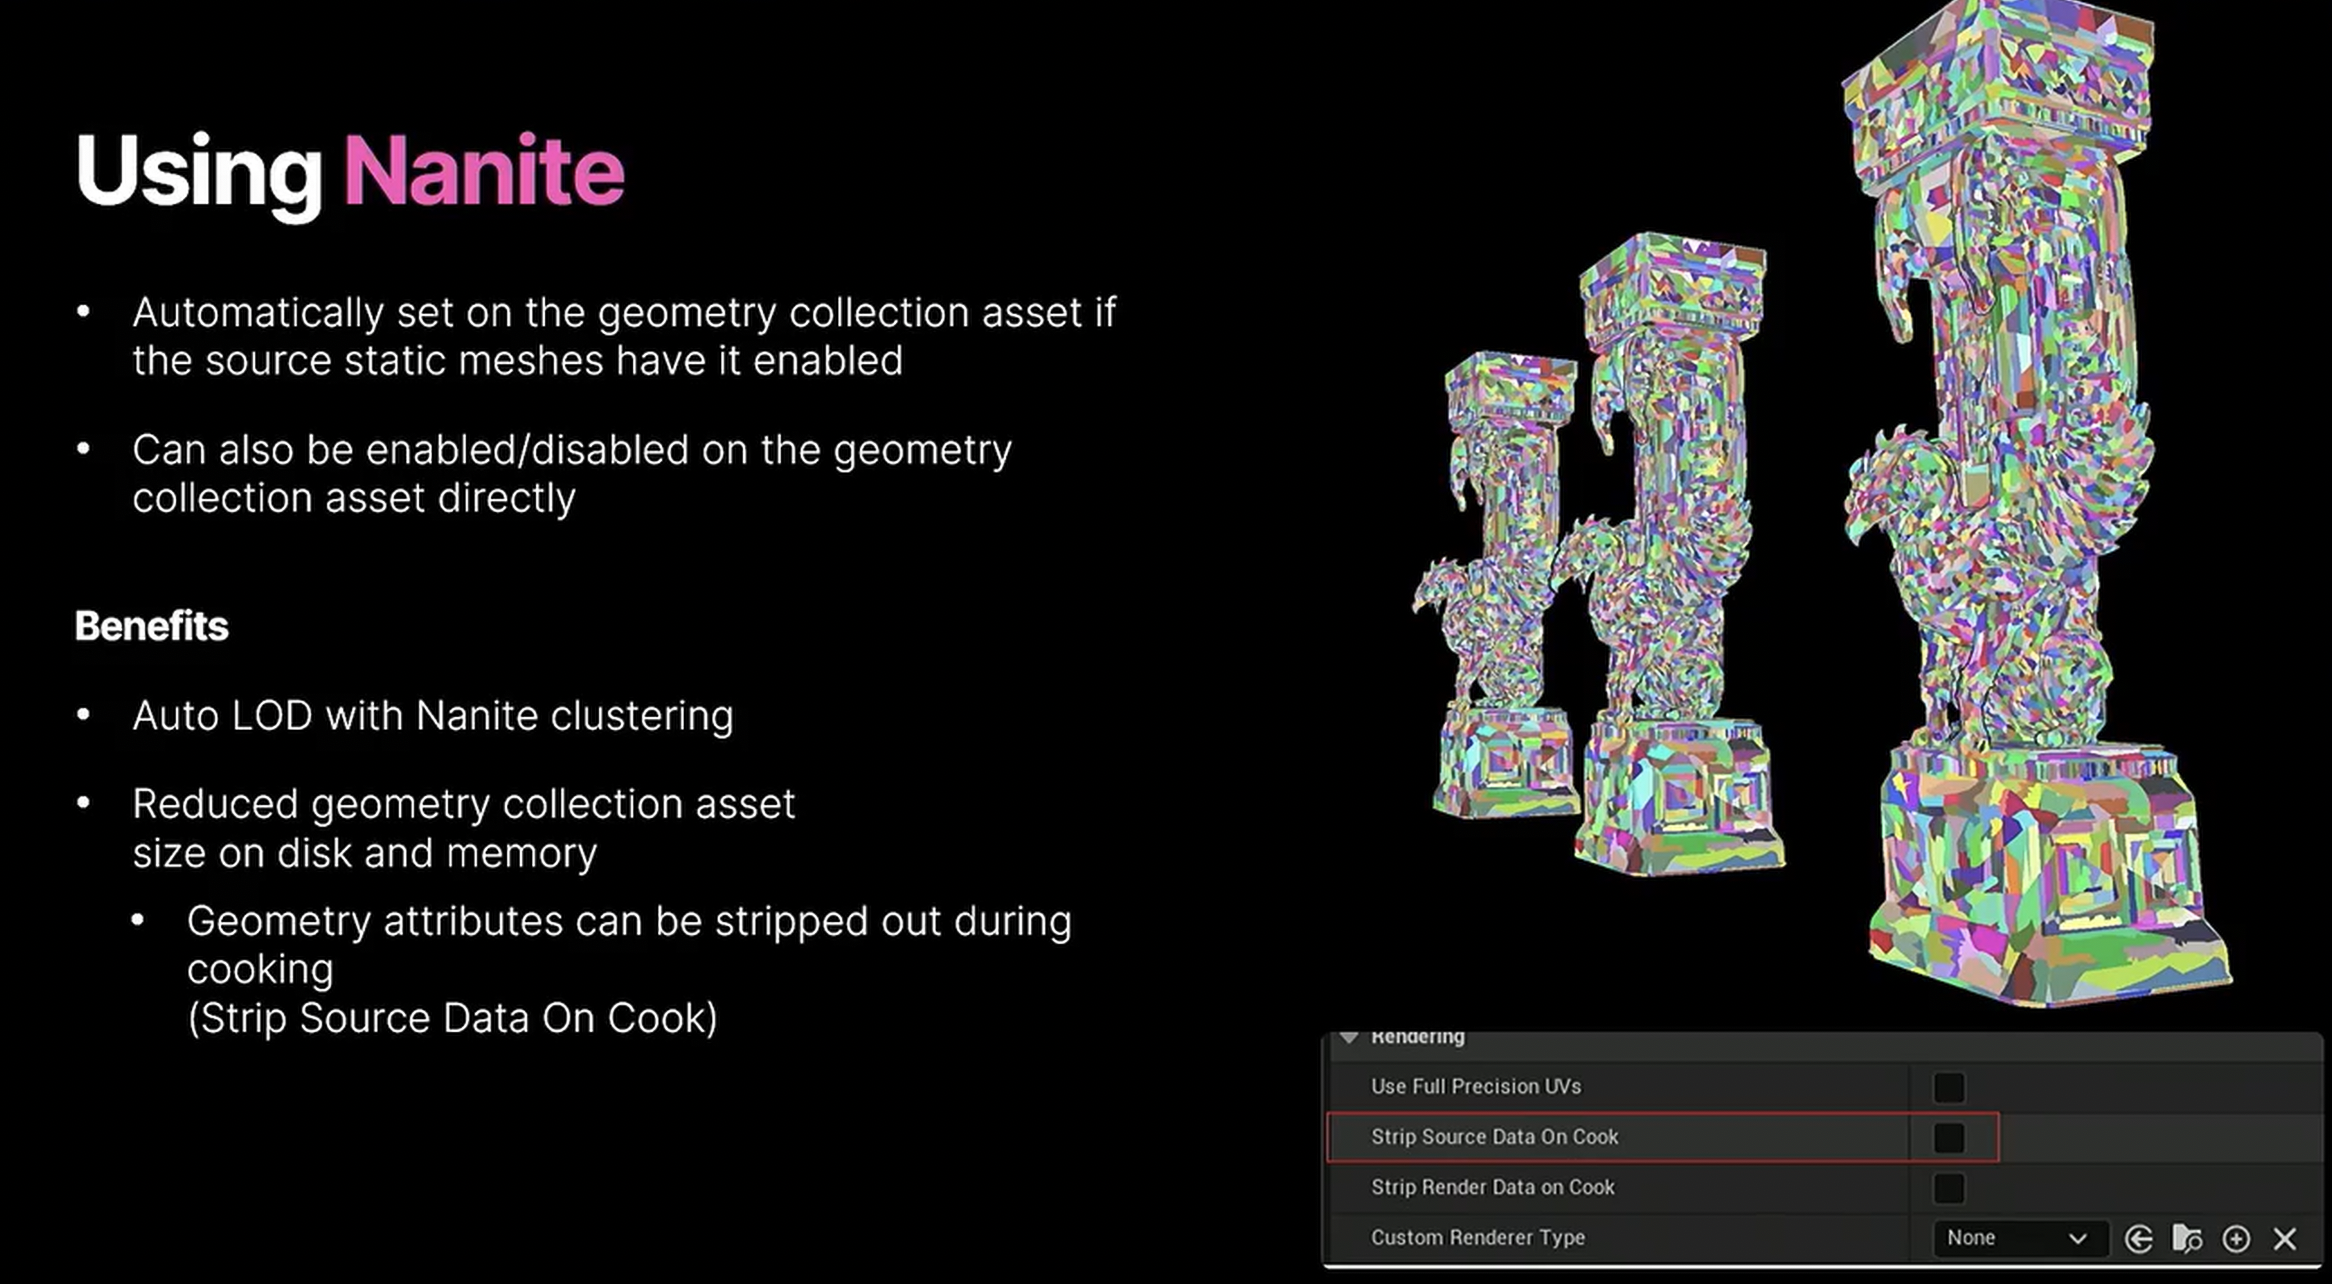 Using Nanite
• Automatically set on the geometry collection asset if
the source static meshes have it enabled
• Can also be enabled/disabled on the geometry
collection asset directly
Benefits
• Auto LOD with Nanite clustering
• Reduced geometry collection asset
size on disk and memory
• Geometry attributes can be stripped out during
cooking
(Strip Source Data On Cook)
Rendering
Use Full Precision UVs
Strip Source Data On Cook
Strip Render Data on Cook
Custom Renderer Type None